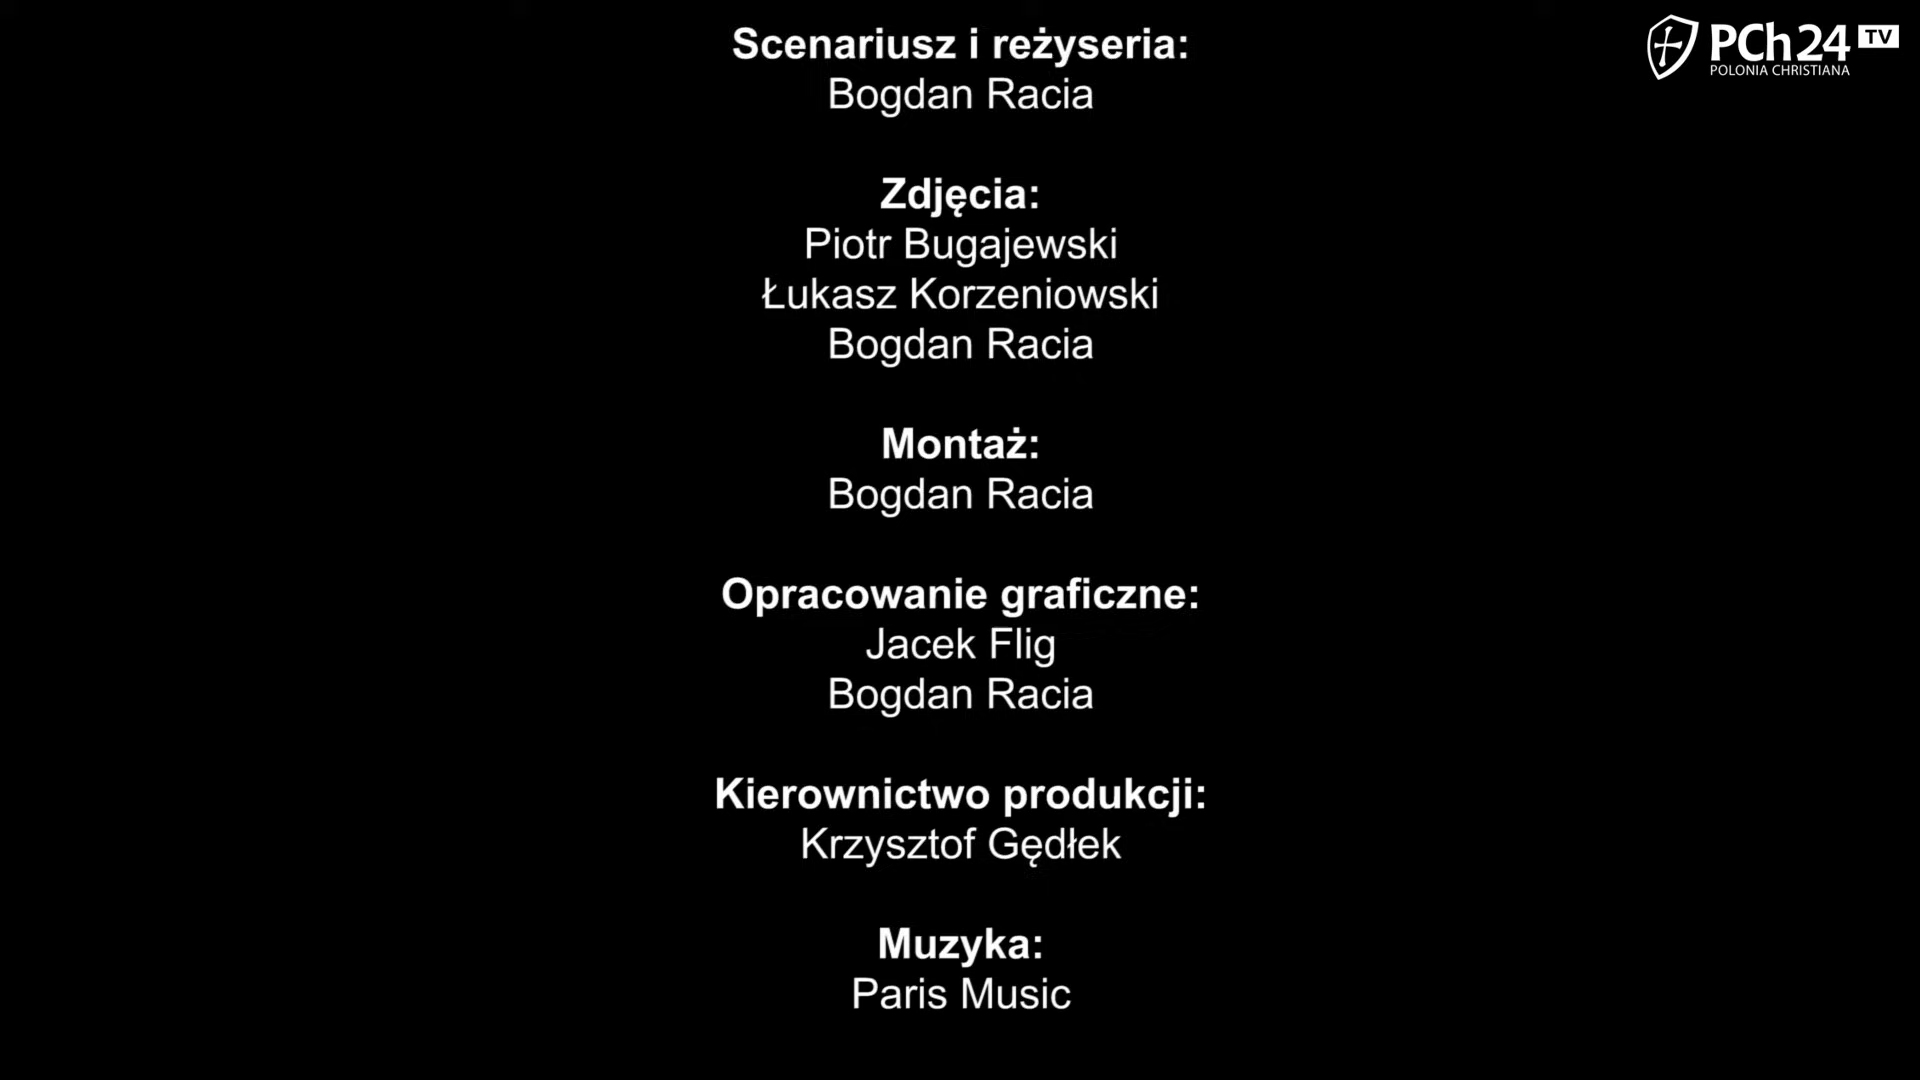 Scenariusz i reżyseria:
Bogdan Racia
Zdjęcia:
Piotr Bugajewski
Łukasz Korzeniowski
Bogdan Racia
Montaż:
Bogdan Racia
Opracowanie graficzne:
Jacek Flig
Bogdan Racia
Kierownictwo produkcji:
Krzysztof Gędłek
Muzyka:
Paris Music
PCh24 TV
POLONIA CHRISTIANA